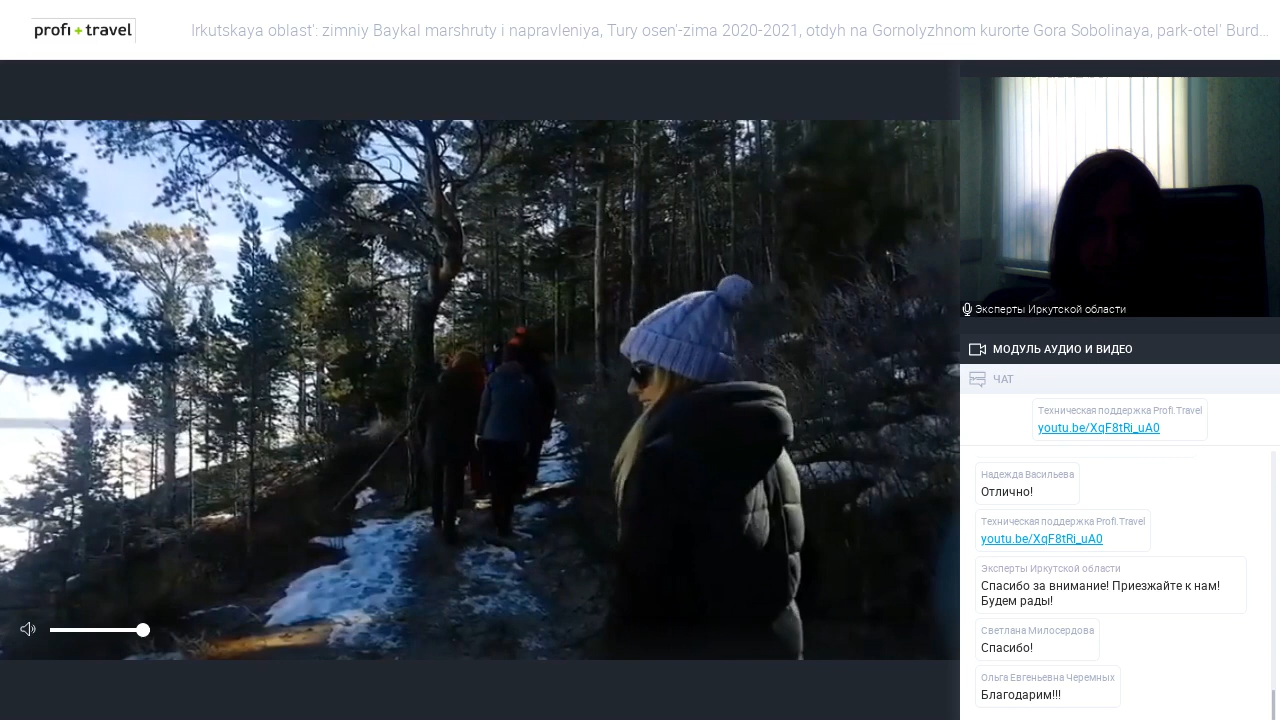 profi+travel
Irkutskaya oblast': zimniy Baykal marshruty i napravleniya, Tury osen'-zima 2020-2021, otdyh na Gornolyzhnom kurorte Gora Sobolinaya, park-otel' Burd...
Эксперты Иркутской области
МОДУЛЬ АУДИО И ВИДЕО
ЧАТ
Техническая поддержка Profi.Travel
youtu.be/XqF8tRi_uA0
Надежда Васильева
Отлично!
Техническая поддержка Profi.Travel
youtu.be/XqF8tRi_uA0
Эксперты Иркутской области
Спасибо за внимание! Приезжайте к нам!
Будем рады!
Светлана Милосердова
Спасибо!
Ольга Евгеньевна Черемных
Благодарим!!!